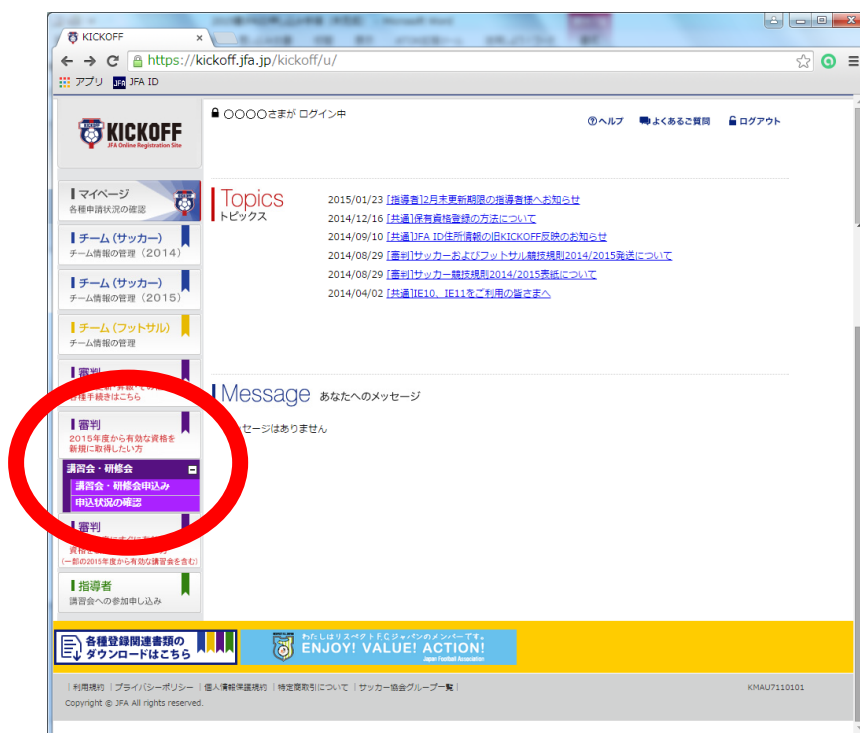 KICKOFF
https://kickoff.jfa.jp/kickoff/u/
アプリ JFA JFA ID
KICKOFF
JFA Online Registration Site
○○○○さまが ログイン中
ヘルプ よくあるご質問 ログアウト
マイページ
各種申請状況の確認
チーム（サッカー）
チーム情報の管理（2014）
チーム（サッカー）
チーム情報の管理（2015）
チーム（フットサル）
チーム情報の管理
審判
各種手続きはこちら
審判
2015年度から有効な資格を
新規に取得したい方
講習会・研修会
講習会・研修会申込み
申込状況の確認
審判
（一部の2015年度から有効な講習会を含む）
指導者
講習会への参加申し込み
Topics
トピックス
2015/01/23 [指導者]2月末更新期限の指導者様へお知らせ
2014/12/16 [共通]保有資格登録の方法について
2014/09/10 [共通]JFA ID住所情報の旧KICKOFF反映のお知らせ
2014/08/29 [審判]サッカーおよびフットサル競技規則2014/2015発送について
2014/08/29 [審判]サッカー競技規則2014/2015表紙について
2014/04/02 [共通]IE10、IE11をご利用の皆さまへ
Message あなたへのメッセージ
セージはありません
各種登録関連書類の
ダウンロードはこちら
わたしはリスペクトF.C.ジャパンのメンバーです。
ENJOY! VALUE! ACTION!
Japan Football Association
｜利用規約｜プライバシーポリシー｜個人情報保護規約｜特定商取引について｜サッカー協会グループ一覧｜
KMAU7110101
Copyright © JFA All rights reserved.